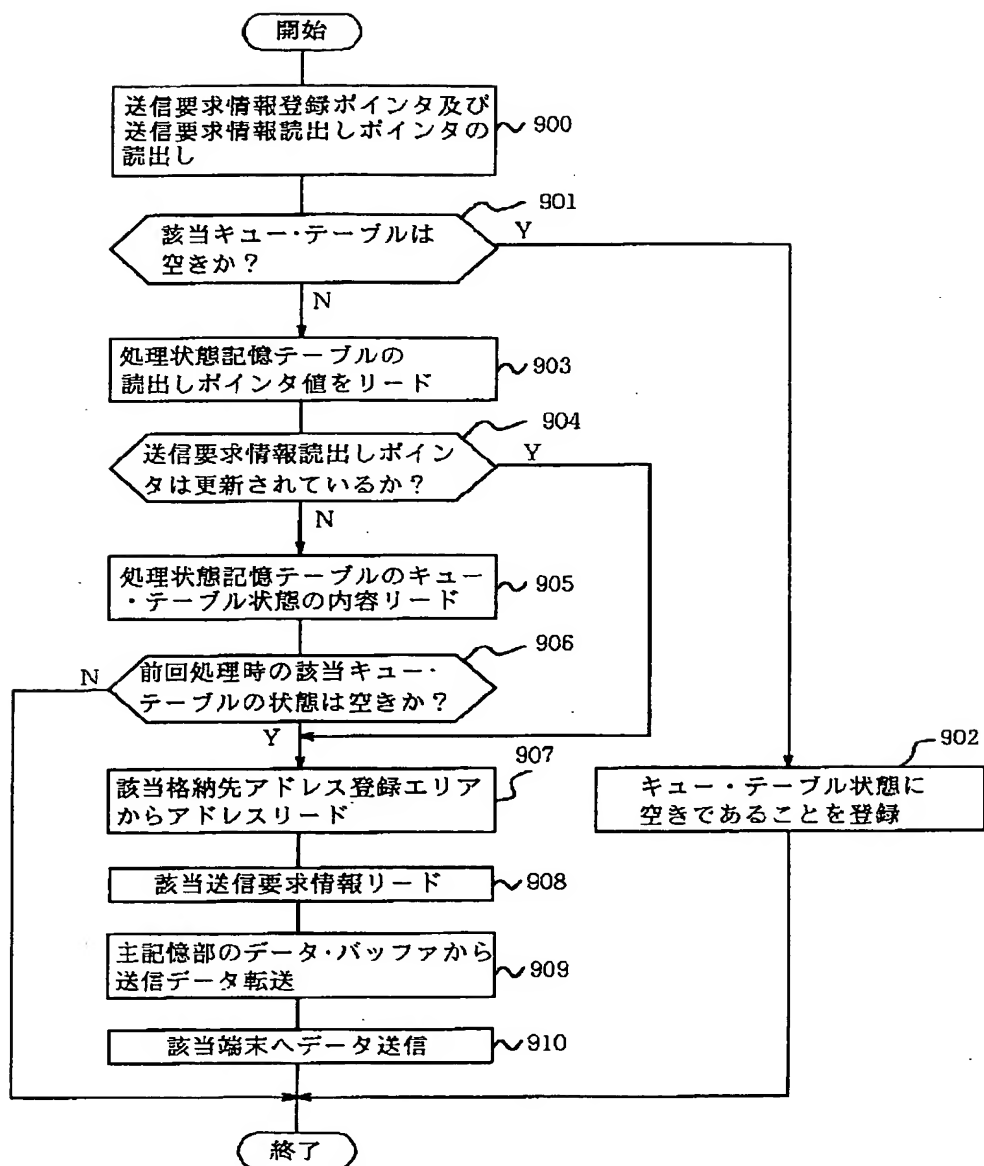 開始
送信要求情報登録ポインタ及び
送信要求情報読出しポインタの
読出し
900
901
該当キュー・テーブルは
空きか？
Y
N
処理状態記憶テーブルの
読出しポインタ値をリード
903
904
送信要求情報読出しポイン
タは更新されているか？
Y
N
処理状態記憶テーブルのキュー
・テーブル状態の内容リード
905
906
前回処理時の該当キュー・
テーブルの状態は空きか？
N
Y
907
該当格納先アドレス登録エリア
からアドレスリード
902
キュー・テーブル状態に
空きであることを登録
該当送信要求情報リード
908
主記憶部のデータ・バッファから
送信データ転送
909
該当端末へデータ送信
910
終了